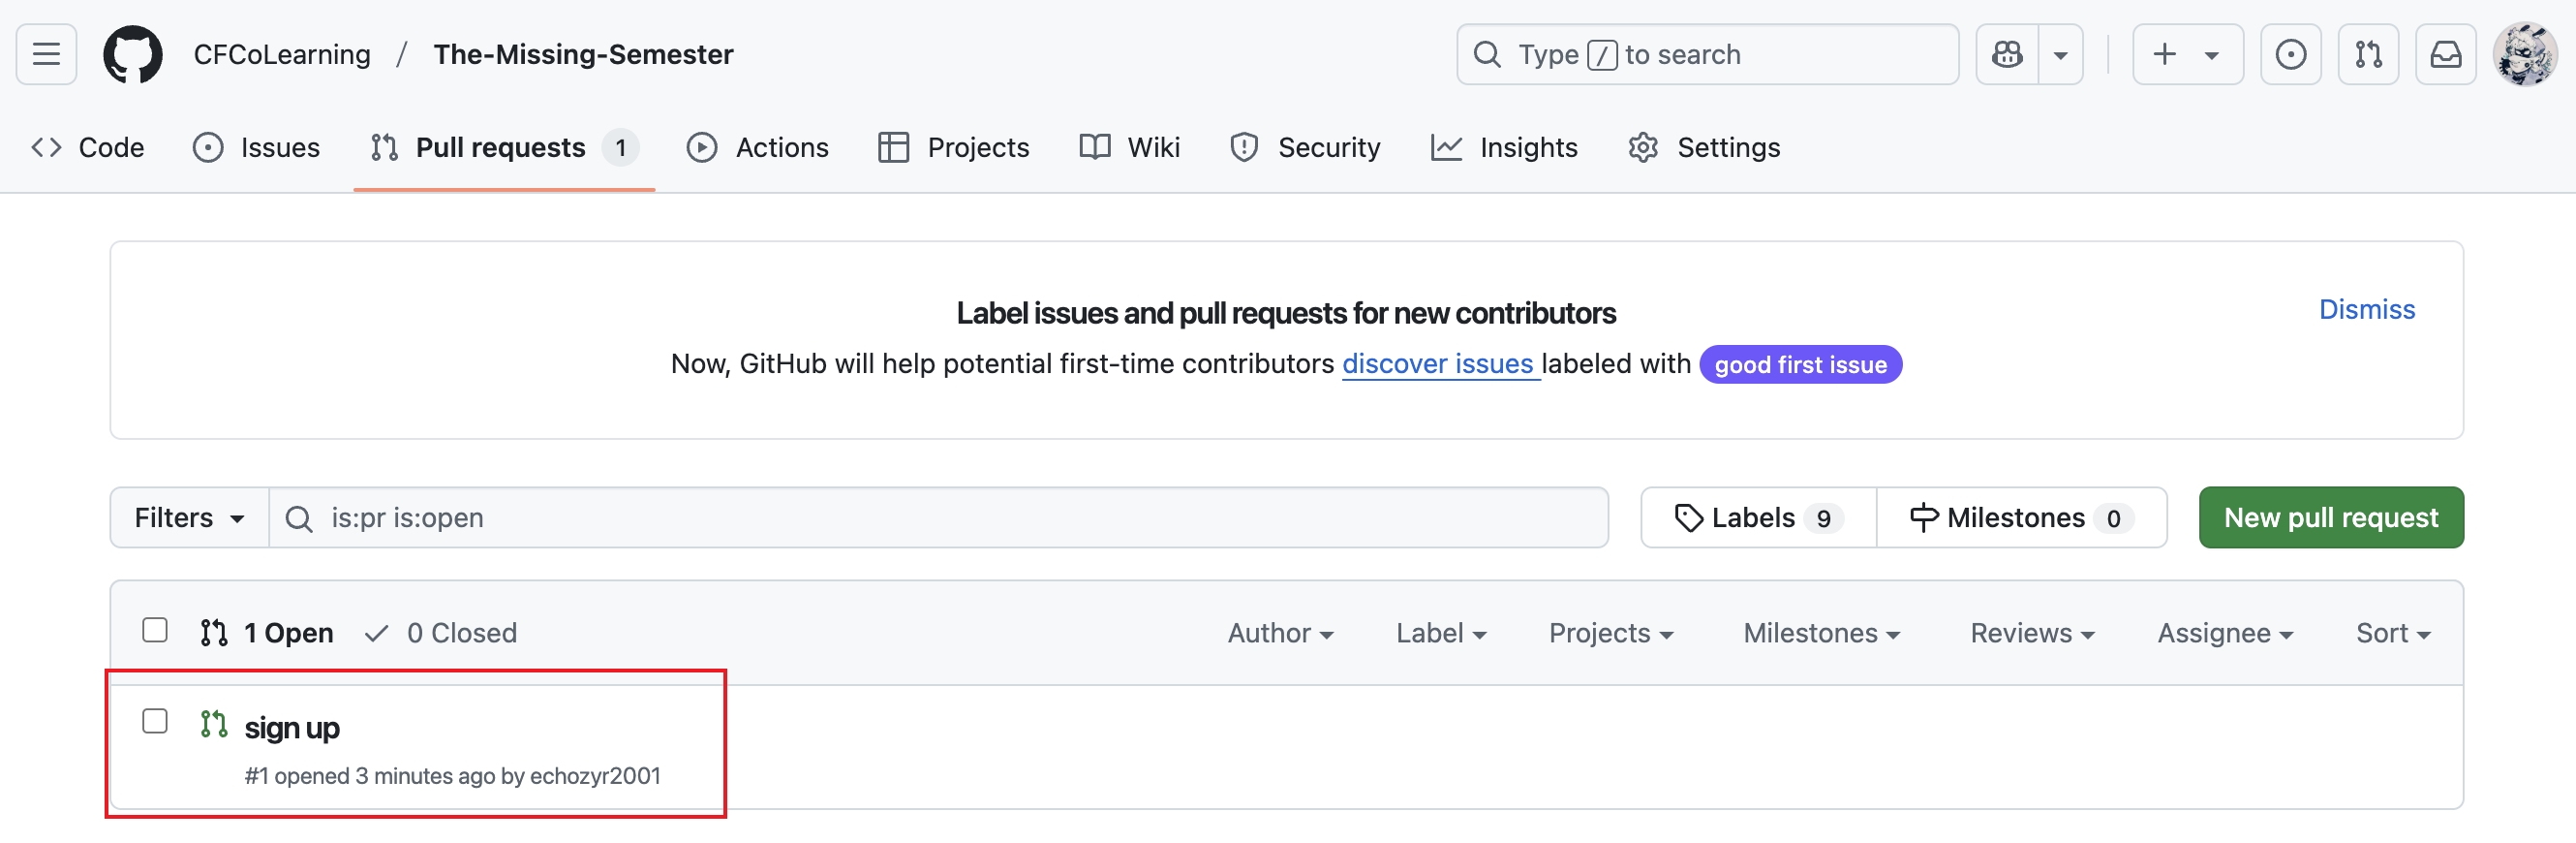 CFCoLearning / The-Missing-Semester Type / to search
Code Issues Pull requests 1 Actions Projects Wiki Security Insights Settings
Label issues and pull requests for new contributors
Dismiss
Now, GitHub will help potential first-time contributors discover issues labeled with good first issue
Filters is:pr is:open Labels 9 Milestones 0 New pull request
1 Open 0 Closed Author Label Projects Milestones Reviews Assignee Sort
sign up
#1 opened 3 minutes ago by echozyr2001